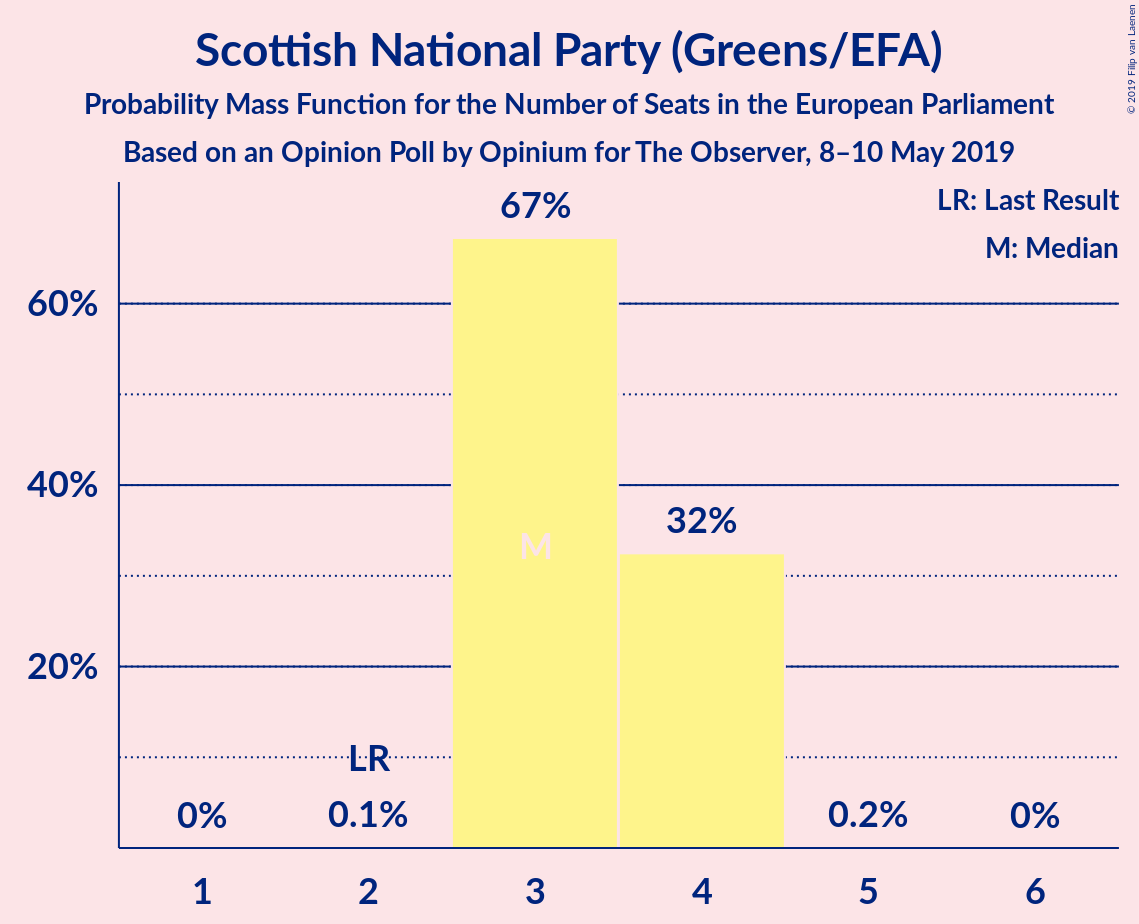 Scottish National Party (Greens/EFA)
Probability Mass Function for the Number of Seats in the European Parliament
Based on an Opinion Poll by Opinium for The Observer, 8–10 May 2019
© 2019 Filip van Laenen
LR: Last Result
M: Median
67%
60%
40%
32%
M
20%
LR
0%
0.1%
0.2%
0%
1
2
3
4
5
6